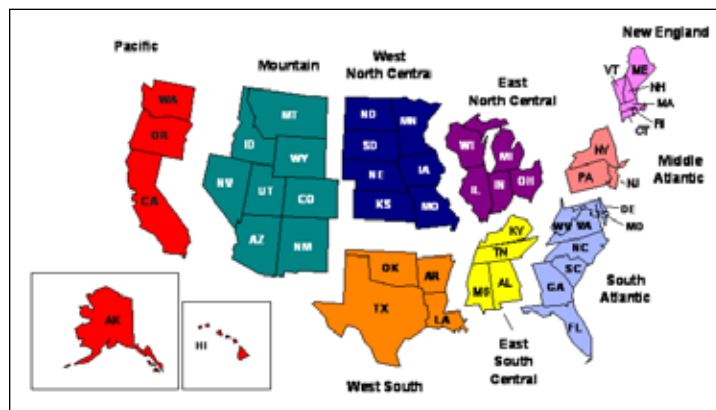 Pacific
WA
OR
CA
AK
HI
Mountain
MT
ID
WY
NV
UT
CO
AZ
NM
West
North Central
ND
MN
SD
NE
IA
KS
MO
East
North Central
WI
MI
IL
IN
OH
New England
VT
ME
NH
MA
RI
CT
Middle
Atlantic
NY
PA
NJ
South
Atlantic
DE
MD
WV
VA
NC
SC
GA
FL
East
South
Central
KY
TN
MS
AL
West South
OK
AR
TX
LA